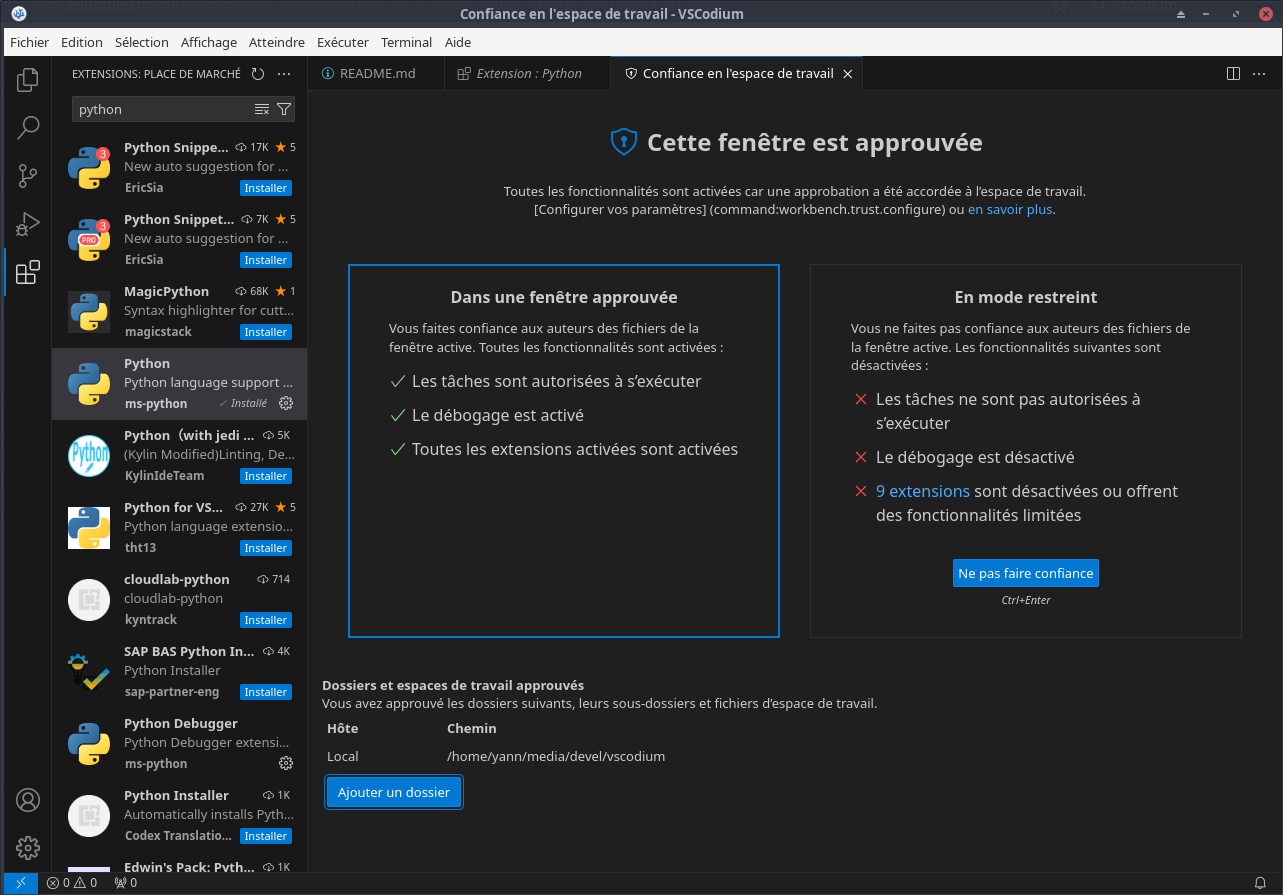 Confiance en l'espace de travail - VSCodium
Fichier Edition Sélection Affichage Atteindre Exécuter Terminal Aide
EXTENSIONS: PLACE DE MARCHÉ
python
Python Snippe... 17K ★ 5
New auto suggestion for ...
EricSia Installer
Python Snippet... 7K ★ 5
New auto suggestion for ...
EricSia Installer
MagicPython 68K ★ 1
Syntax highlighter for cutt...
magicstack Installer
Python
Python language support ...
ms-python ✓ Installé
Python（with jedi ... 5K
(Kylin Modified)Linting, De...
KylinIdeTeam Installer
Python for VS... 27K ★ 5
Python language extensio...
tht13 Installer
cloudlab-python 714
cloudlab-python
kyntrack Installer
SAP BAS Python In... 4K
Python Installer
sap-partner-eng Installer
Python Debugger
Python Debugger extensi...
ms-python
Python Installer 1K
Automatically installs Pyth...
Codex Translatio... Installer
Edwin's Pack: Pyth... 1K
README.md
Extension : Python
Confiance en l'espace de travail
Cette fenêtre est approuvée
Toutes les fonctionnalités sont activées car une approbation a été accordée à l’espace de travail.
[Configurer vos paramètres] (command:workbench.trust.configure) ou en savoir plus.
Dans une fenêtre approuvée
Vous faites confiance aux auteurs des fichiers de la
fenêtre active. Toutes les fonctionnalités sont activées :
Les tâches sont autorisées à s’exécuter
Le débogage est activé
Toutes les extensions activées sont activées
En mode restreint
Vous ne faites pas confiance aux auteurs des fichiers de
la fenêtre active. Les fonctionnalités suivantes sont
désactivées :
Les tâches ne sont pas autorisées à
s’exécuter
Le débogage est désactivé
9 extensions sont désactivées ou offrent
des fonctionnalités limitées
Ne pas faire confiance
Ctrl+Enter
Dossiers et espaces de travail approuvés
Vous avez approuvé les dossiers suivants, leurs sous-dossiers et fichiers d’espace de travail.
Hôte Chemin
Local /home/yann/media/devel/vscodium
Ajouter un dossier
0 0 0